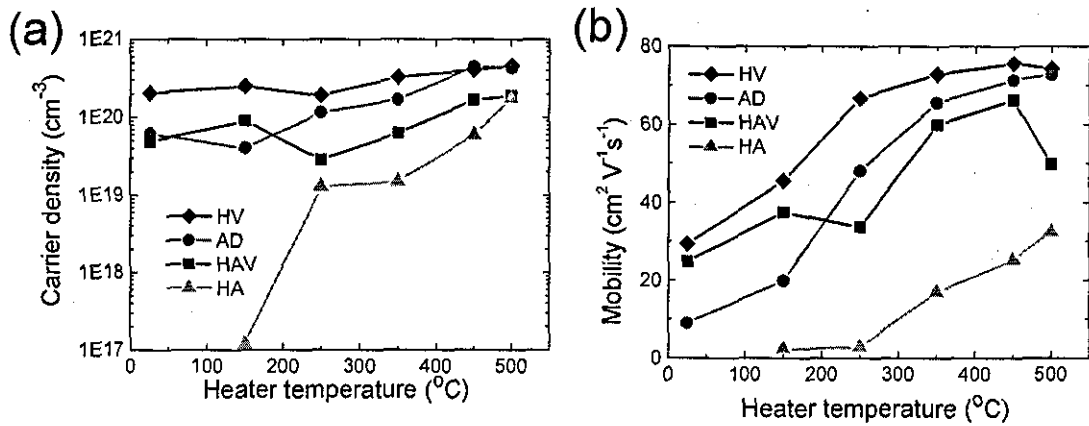 (a)
1E21
1E20
1E19
1E18
1E17
Carrier density (cm⁻³)
HV
AD
HAV
HA
0 100 200 300 400 500
Heater temperature (°C)
(b)
80
60
40
20
0
Mobility (cm² V⁻¹s⁻¹)
HV
AD
HAV
HA
0 100 200 300 400 500
Heater temperature (°C)